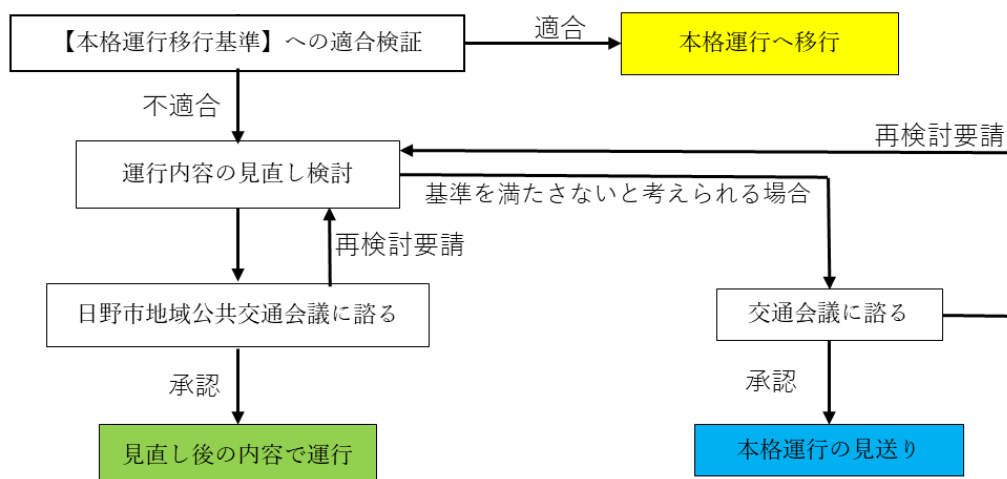 【本格運行移行基準】への適合検証
適合
本格運行へ移行
不適合
再検討要請
運行内容の見直し検討
基準を満たさないと考えられる場合
再検討要請
日野市地域公共交通会議に諮る
交通会議に諮る
承認
承認
見直し後の内容で運行
本格運行の見送り